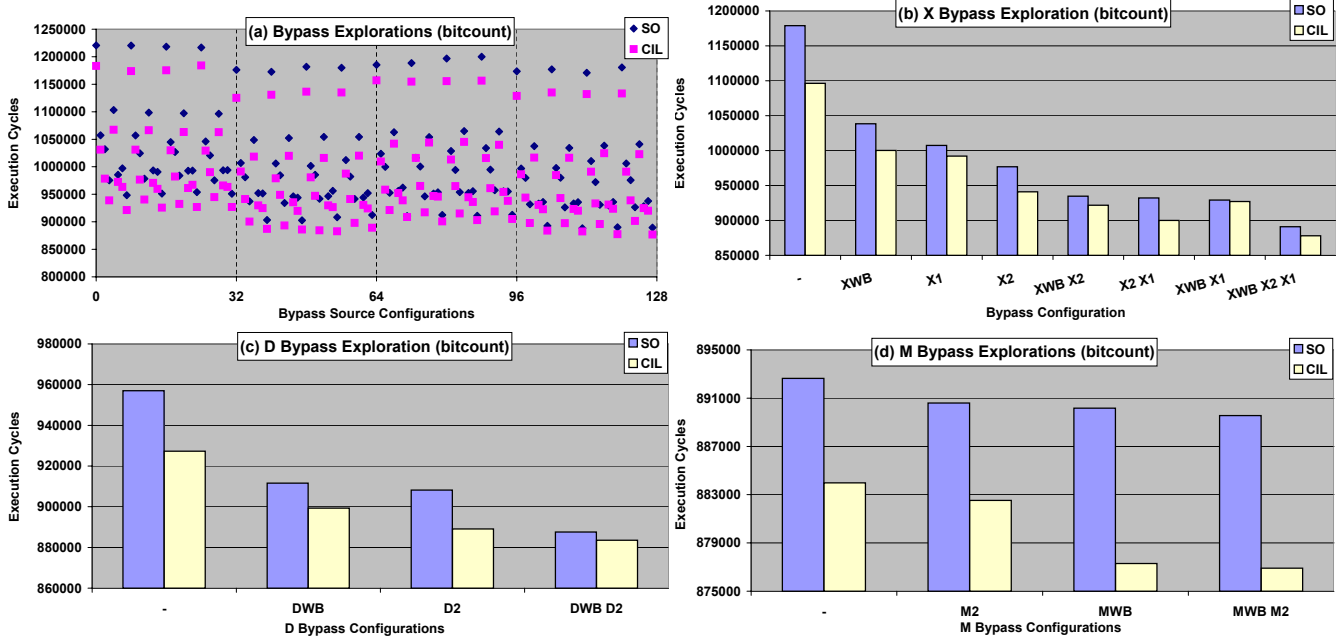 (a) Bypass Explorations (bitcount)
SO
CIL
Execution Cycles
1250000
1200000
1150000
1100000
1050000
1000000
950000
900000
850000
800000
0 32 64 96 128
Bypass Source Configurations
(b) X Bypass Exploration (bitcount)
SO
CIL
Execution Cycles
1200000
1150000
1100000
1050000
1000000
950000
900000
850000
- XWB X1 X2 XWB X2 X2 X1 XWB X1 XWB X2 X1
Bypass Configuration
(c) D Bypass Exploration (bitcount)
SO
CIL
Execution Cycles
980000
960000
940000
920000
900000
880000
860000
- DWB D2 DWB D2
D Bypass Configurations
(d) M Bypass Explorations (bitcount)
SO
CIL
Execution Cycles
895000
891000
887000
883000
879000
875000
- M2 MWB MWB M2
M Bypass Configurations